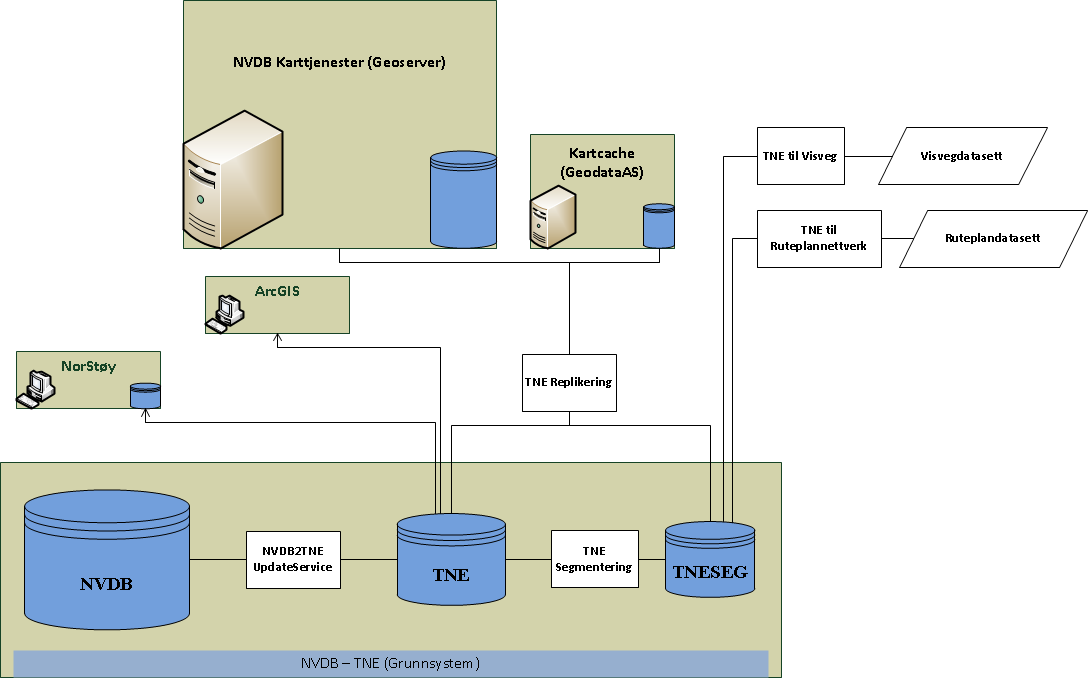 NVDB Karttjenester (Geoserver)
Kartcache
(GeodataAS)
TNE til Visveg
Visvegdatasett
TNE til
Ruteplannettverk
Ruteplandatasett
ArcGIS
NorStøy
TNE Replikering
NVDB
NVDB2TNE
UpdateService
TNE
TNE
Segmentering
TNESEG
NVDB – TNE (Grunnsystem)